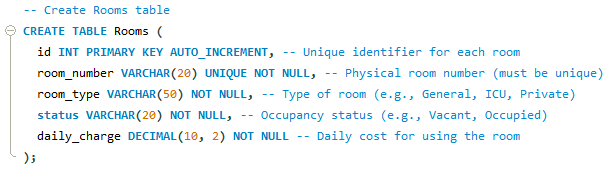 -- Create Rooms table
CREATE TABLE Rooms (
id INT PRIMARY KEY AUTO_INCREMENT, -- Unique identifier for each room
room_number VARCHAR(20) UNIQUE NOT NULL, -- Physical room number (must be unique)
room_type VARCHAR(50) NOT NULL, -- Type of room (e.g., General, ICU, Private)
status VARCHAR(20) NOT NULL, -- Occupancy status (e.g., Vacant, Occupied)
daily_charge DECIMAL(10, 2) NOT NULL -- Daily cost for using the room
);